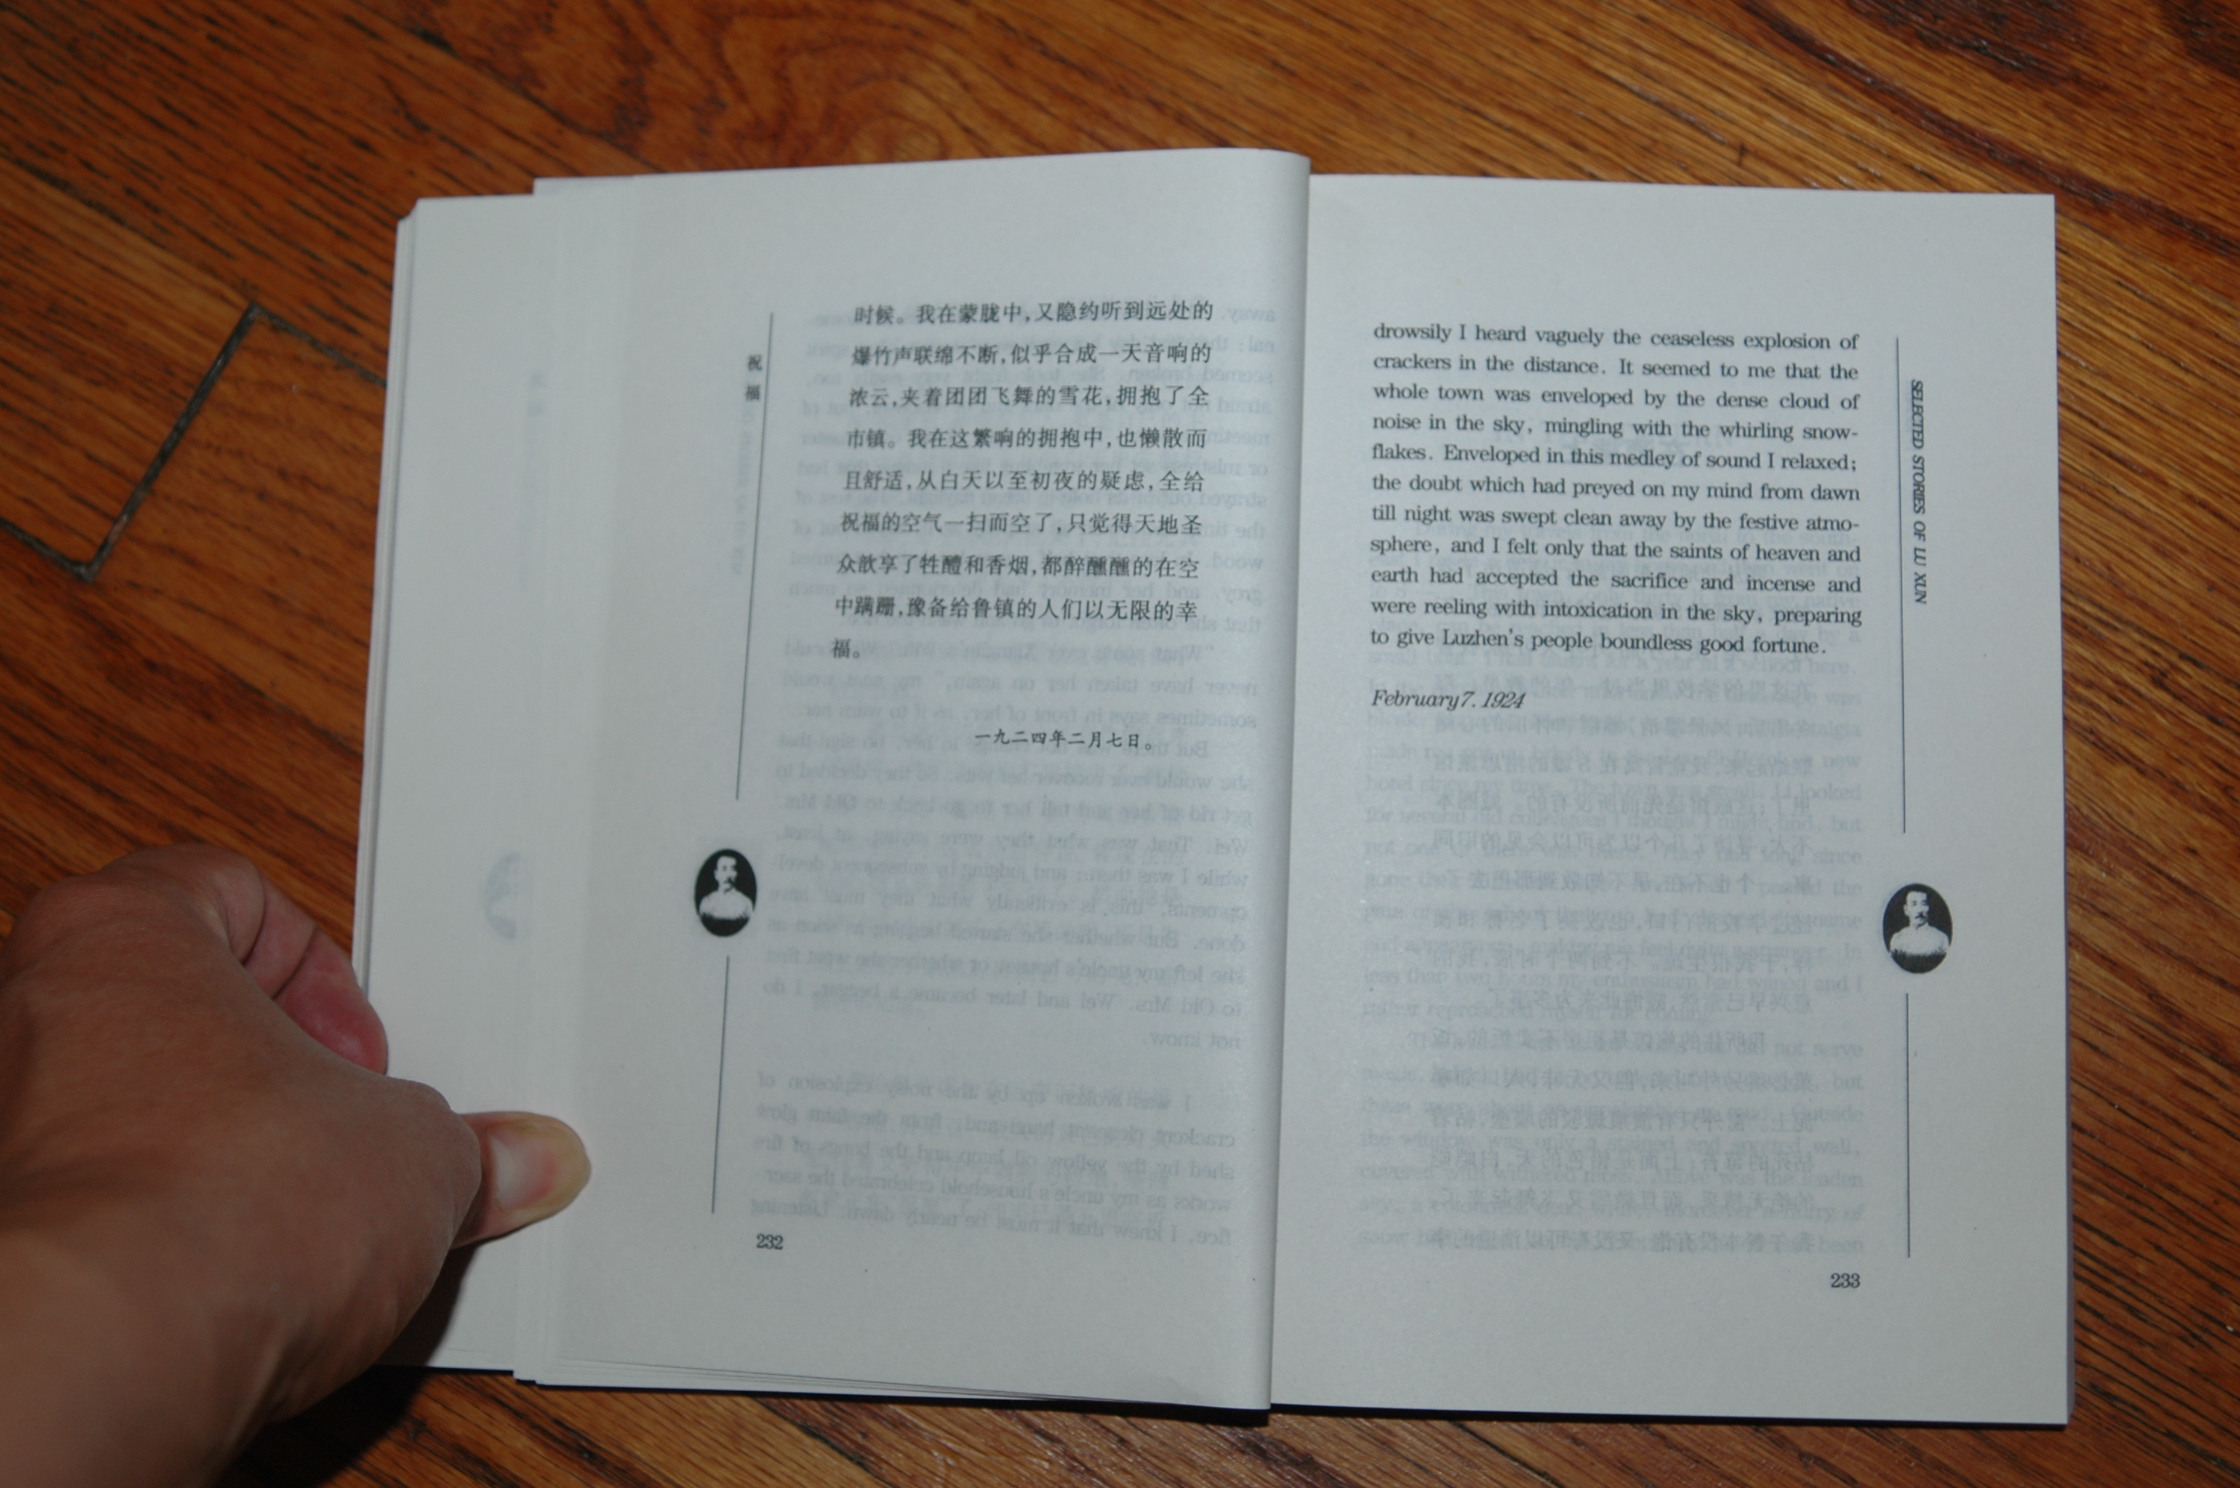 祝
福
时候。我在蒙胧中,又隐约听到远处的
爆竹声联绵不断,似乎合成一天音响的
浓云,夹着团团飞舞的雪花,拥抱了全
市镇。我在这繁响的拥抱中,也懒散而
且舒适,从白天以至初夜的疑虑,全给
祝福的空气一扫而空了,只觉得天地圣
众歆享了牲醴和香烟,都醉醺醺的在空
中蹒跚,豫备给鲁镇的人们以无限的幸
福。
一九二四年二月七日。
232
SELECTED STORIES OF LU XUN
drowsily I heard vaguely the ceaseless explosion of
crackers in the distance. It seemed to me that the
whole town was enveloped by the dense cloud of
noise in the sky, mingling with the whirling snow-
flakes. Enveloped in this medley of sound I relaxed;
the doubt which had preyed on my mind from dawn
till night was swept clean away by the festive atmo-
sphere, and I felt only that the saints of heaven and
earth had accepted the sacrifice and incense and
were reeling with intoxication in the sky, preparing
to give Luzhen's people boundless good fortune.
February 7, 1924
233